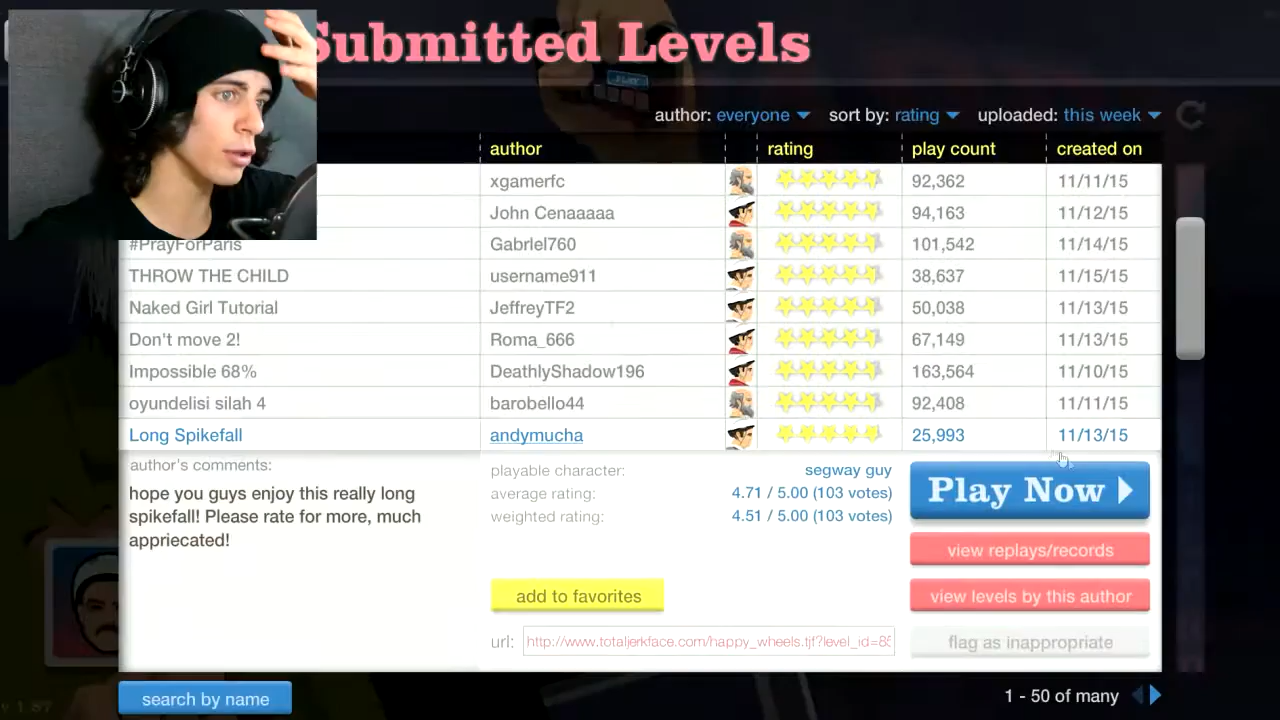 Submitted Levels
PLAY
author: everyone sort by: rating uploaded: this week
author rating play count created on
xgamerfc 92,362 11/11/15
John Cenaaaaa 94,163 11/12/15
#PrayForParis Gabrlel760 101,542 11/14/15
THROW THE CHILD username911 38,637 11/15/15
Naked Girl Tutorial JeffreyTF2 50,038 11/13/15
Don't move 2! Roma_666 67,149 11/13/15
Impossible 68% DeathlyShadow196 163,564 11/10/15
oyundelisi silah 4 barobello44 92,408 11/11/15
Long Spikefall andymucha 25,993 11/13/15
author's comments:
hope you guys enjoy this really long
spikefall! Please rate for more, much
appriecated!
playable character: segway guy
average rating: 4.71 / 5.00 (103 votes)
weighted rating: 4.51 / 5.00 (103 votes)
Play Now
view replays/records
add to favorites
view levels by this author
url: http://www.totaljerkface.com/happy_wheels.tjf?level_id=85
flag as inappropriate
search by name
1 - 50 of many
v 1.87